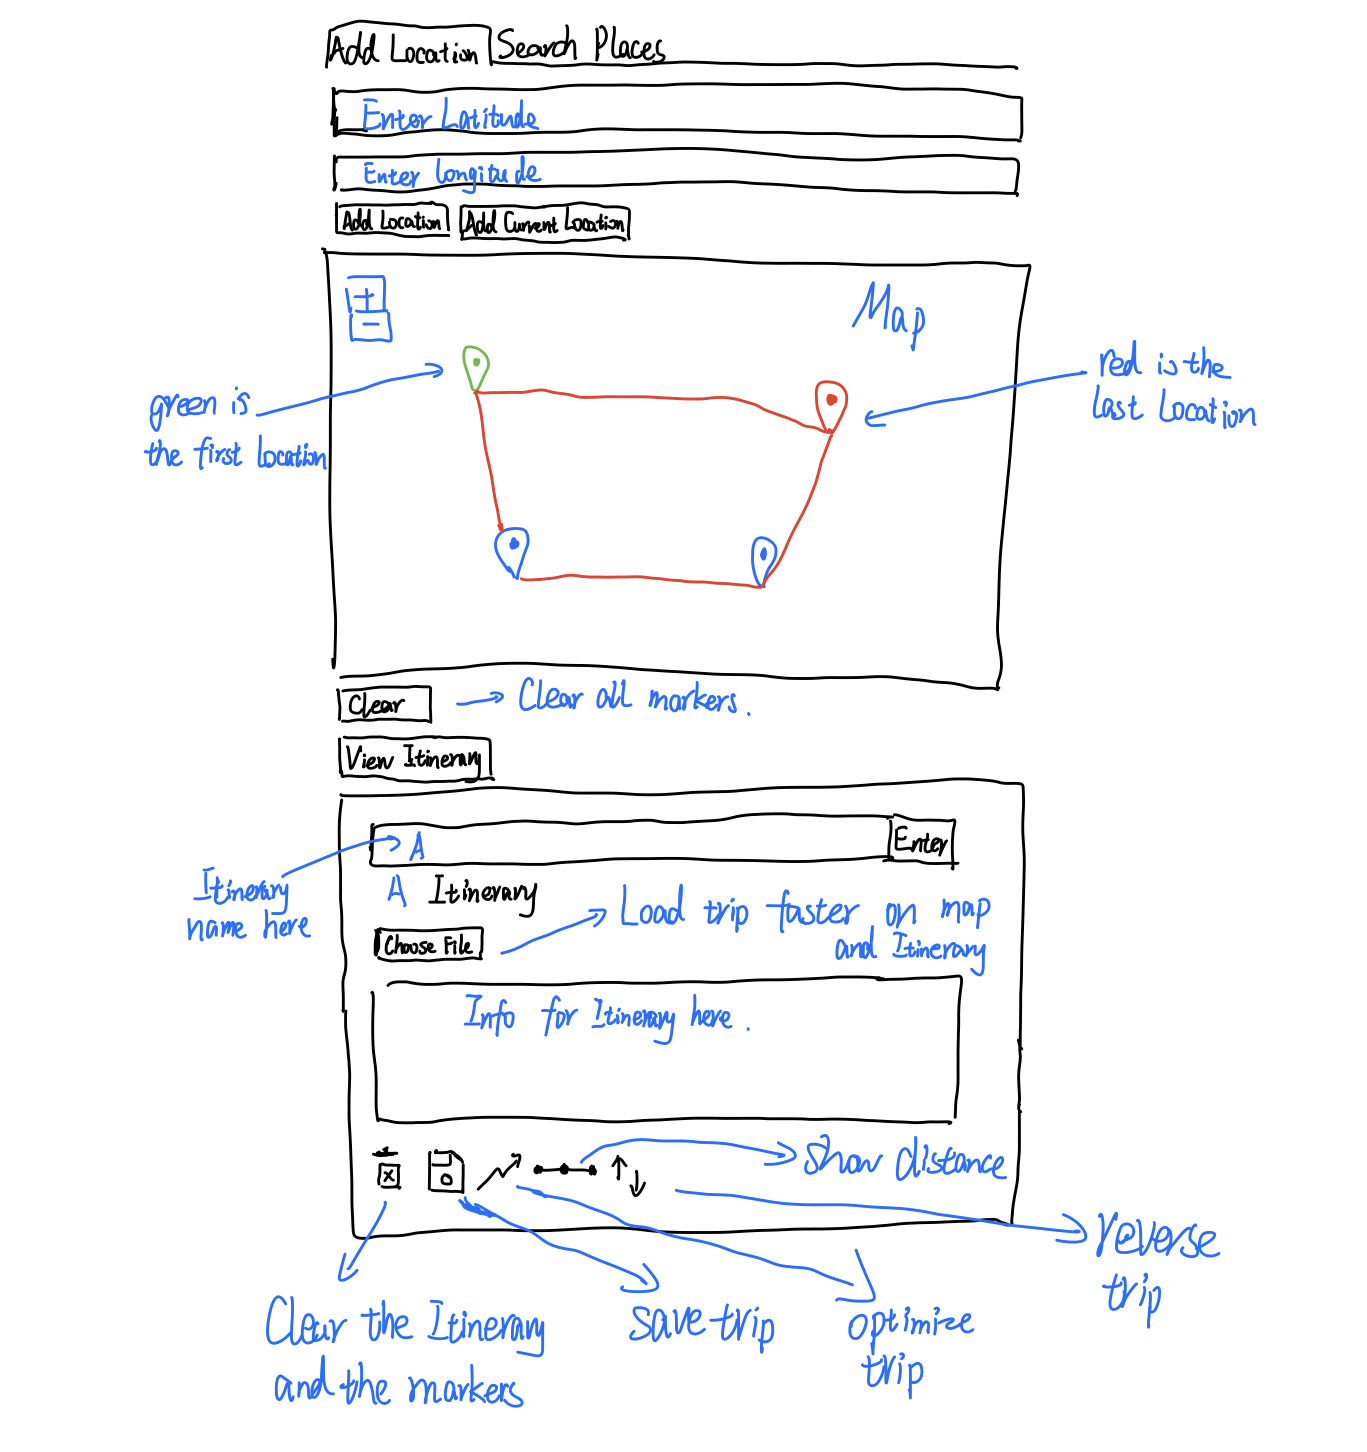 Add Location Search Places
Enter Latitude
Enter Longitude
Add Location Add Current Location
+
Map
-
green is
the first location
red is the
last location
Clear
Clear all markers.
View Itinerary
A
Enter
Itinerary
name here
A Itinerary
Choose File
Load trip faster on map
and Itinerary
Info for Itinerary here.
Show distance
reverse
trip
Clear the Itinerary
and the markers
save trip
optimize
trip